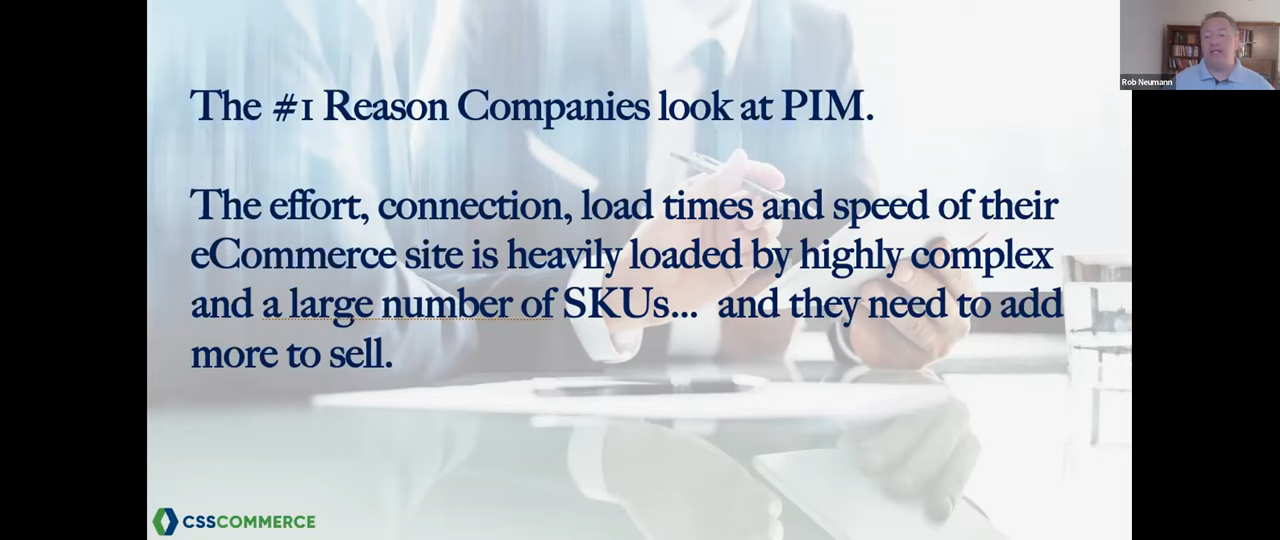 The #1 Reason Companies look at PIM.
The effort, connection, load times and speed of their
eCommerce site is heavily loaded by highly complex
and a large number of SKUs... and they need to add
more to sell.
CSSCOMMERCE
Rob Neumann